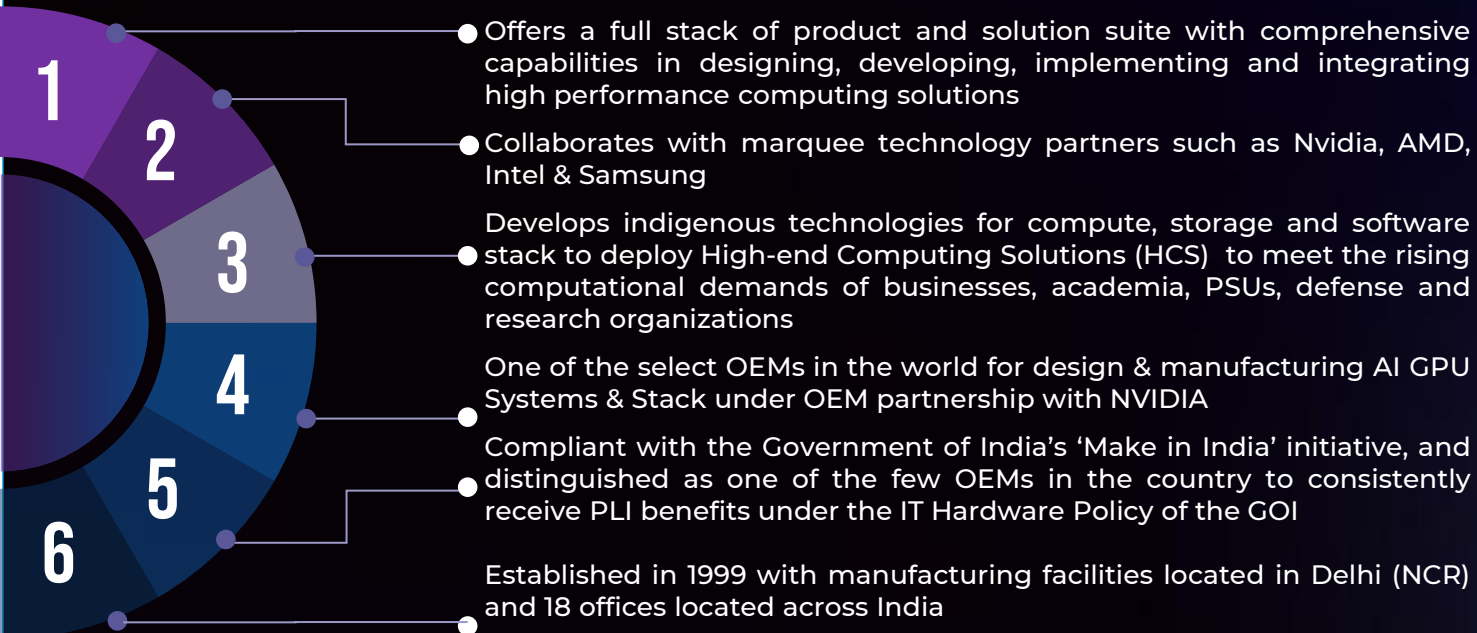 1
Offers a full stack of product and solution suite with comprehensive
capabilities in designing, developing, implementing and integrating
high performance computing solutions
2
Collaborates with marquee technology partners such as Nvidia, AMD,
Intel & Samsung
3
Develops indigenous technologies for compute, storage and software
stack to deploy High-end Computing Solutions (HCS) to meet the rising
computational demands of businesses, academia, PSUs, defense and
research organizations
4
One of the select OEMs in the world for design & manufacturing AI GPU
Systems & Stack under OEM partnership with NVIDIA
5
Compliant with the Government of India’s ‘Make in India’ initiative, and
distinguished as one of the few OEMs in the country to consistently
receive PLI benefits under the IT Hardware Policy of the GOI
6
Established in 1999 with manufacturing facilities located in Delhi (NCR)
and 18 offices located across India